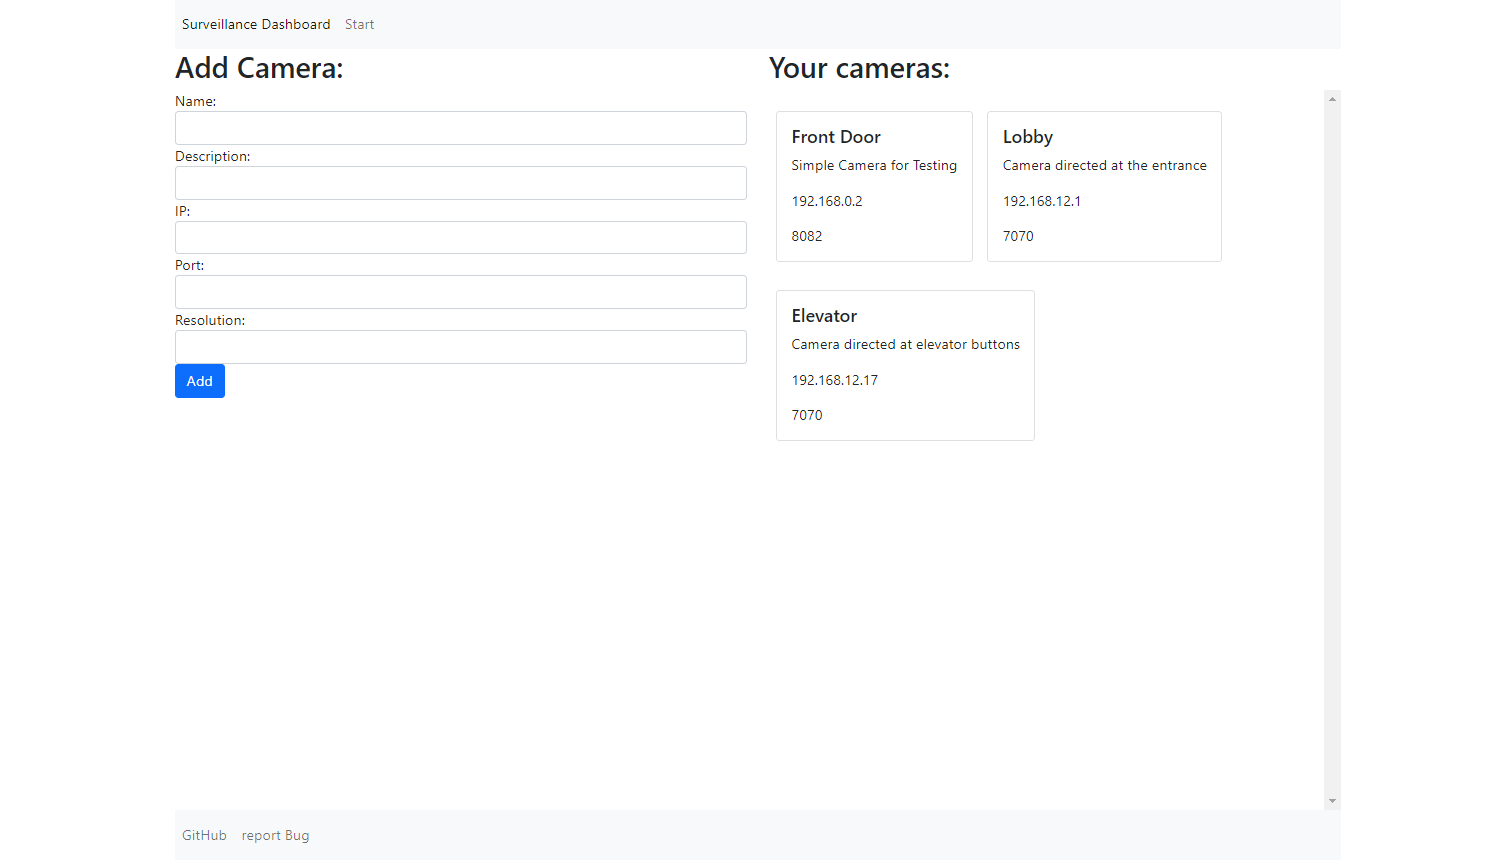 Surveillance Dashboard Start
Add Camera:
Name:
Description:
IP:
Port:
Resolution:
Add
Your cameras:
Front Door
Simple Camera for Testing
192.168.0.2
8082
Lobby
Camera directed at the entrance
192.168.12.1
7070
Elevator
Camera directed at elevator buttons
192.168.12.17
7070
GitHub report Bug